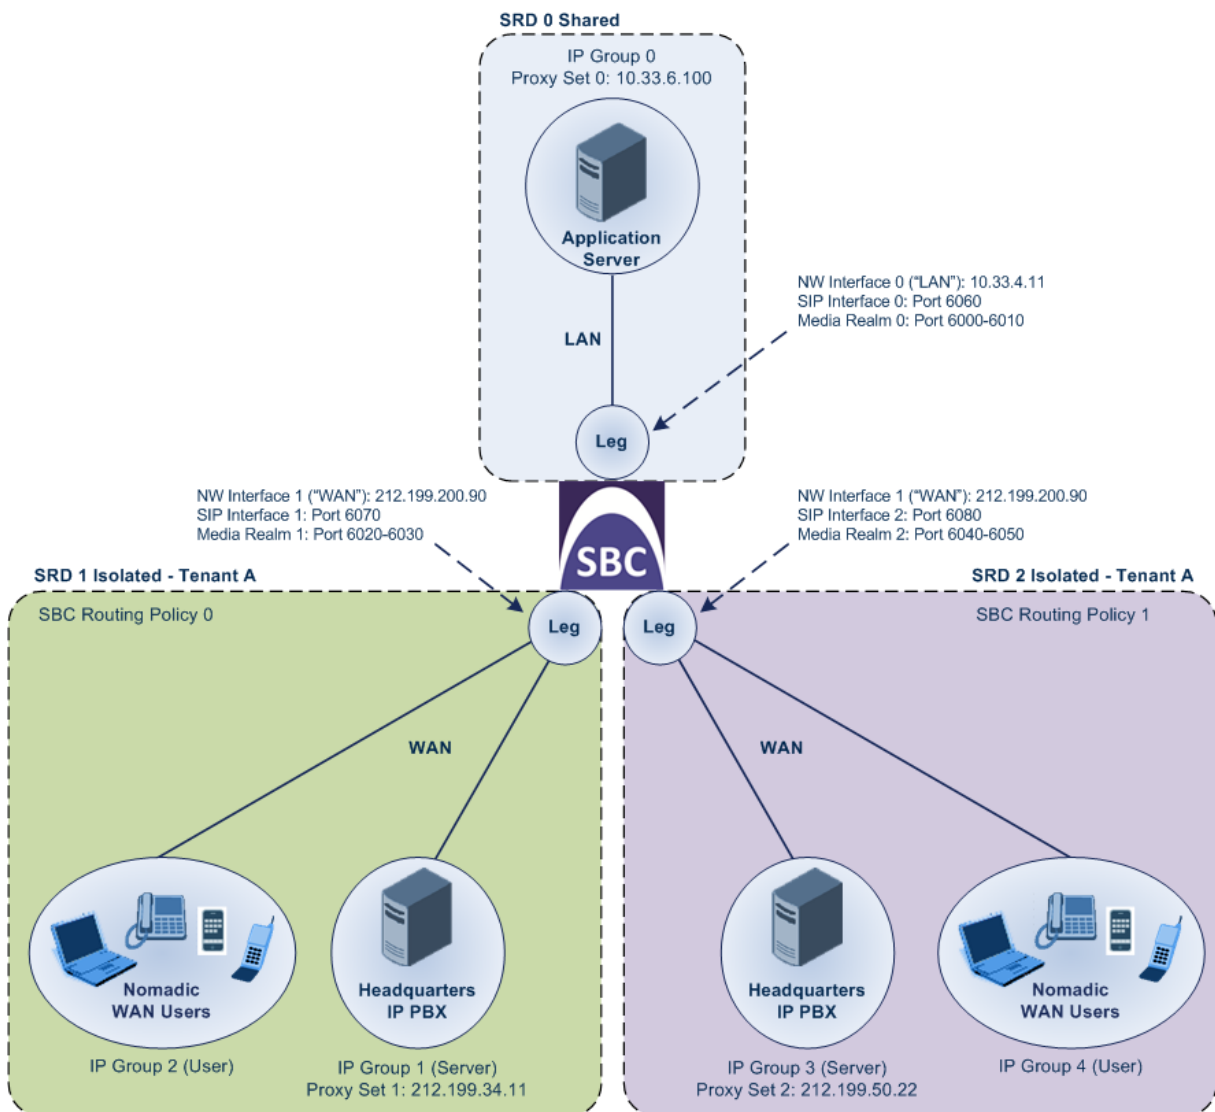 SRD 0 Shared
IP Group 0
Proxy Set 0: 10.33.6.100
Application
Server
NW Interface 0 (“LAN”): 10.33.4.11
SIP Interface 0: Port 6060
Media Realm 0: Port 6000-6010
LAN
Leg
NW Interface 1 (“WAN”): 212.199.200.90
SIP Interface 1: Port 6070
Media Realm 1: Port 6020-6030
NW Interface 1 (“WAN”): 212.199.200.90
SIP Interface 2: Port 6080
Media Realm 2: Port 6040-6050
SBC
SRD 1 Isolated - Tenant A
SRD 2 Isolated - Tenant A
SBC Routing Policy 0
Leg
Leg
SBC Routing Policy 1
WAN
WAN
Nomadic
WAN Users
IP Group 2 (User)
Headquarters
IP PBX
IP Group 1 (Server)
Proxy Set 1: 212.199.34.11
Headquarters
IP PBX
IP Group 3 (Server)
Proxy Set 2: 212.199.50.22
Nomadic
WAN Users
IP Group 4 (User)